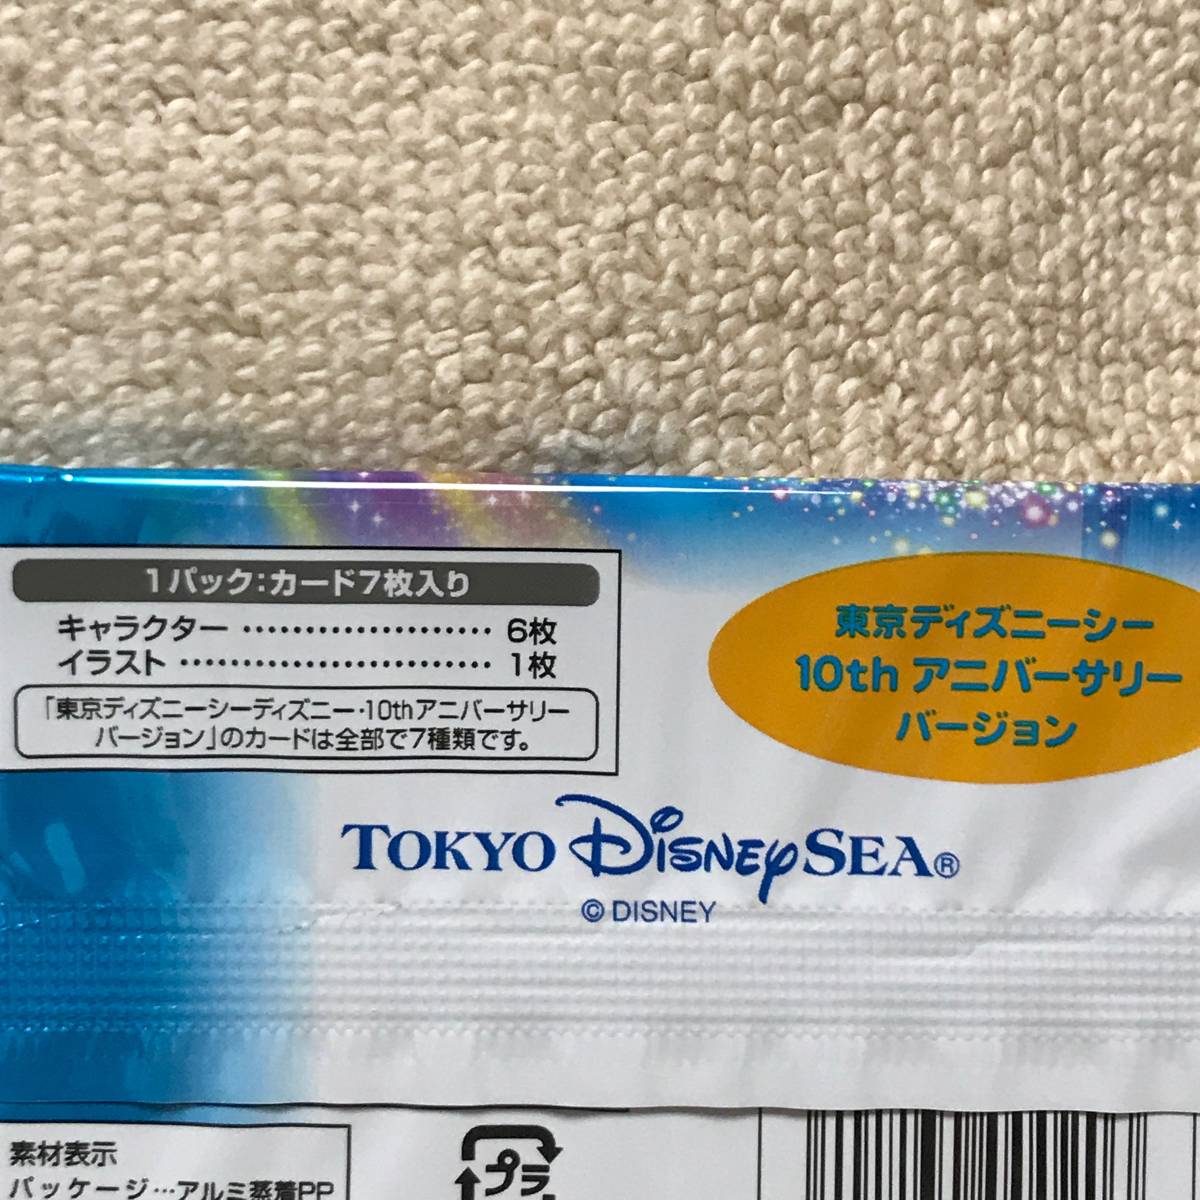 1パック:カード7枚入り
キャラクター ‥‥‥‥‥‥‥‥‥‥ 6枚
イラスト ‥‥‥‥‥‥‥‥‥‥‥‥‥ 1枚
「東京ディズニーシーディズニー・10thアニバーサリー
バージョン」のカードは全部で7種類です。
東京ディズニーシー
10th アニバーサリー
バージョン
TOKYO DISNEY SEA®
© DISNEY
素材表示
パッケージ…アルミ蒸着PP
プラ